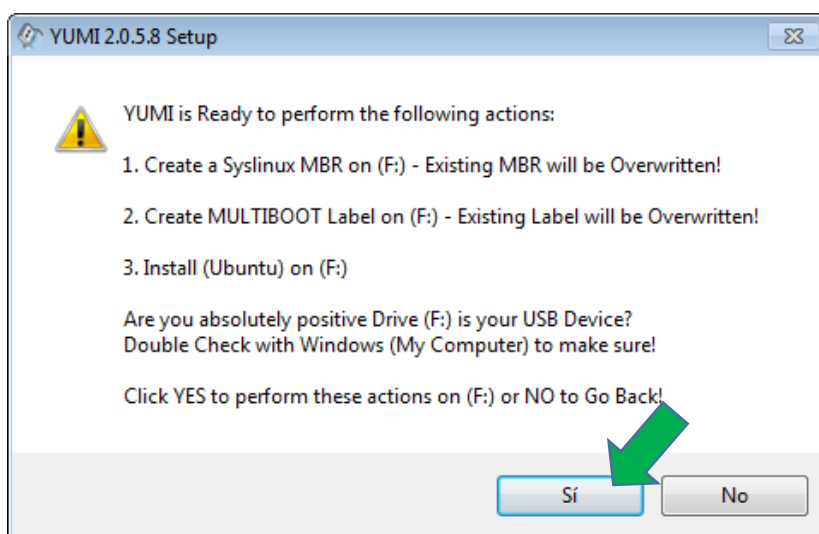 YUMI 2.0.5.8 Setup
YUMI is Ready to perform the following actions:
1. Create a Syslinux MBR on (F:) - Existing MBR will be Overwritten!
2. Create MULTIBOOT Label on (F:) - Existing Label will be Overwritten!
3. Install (Ubuntu) on (F:)
Are you absolutely positive Drive (F:) is your USB Device?
Double Check with Windows (My Computer) to make sure!
Click YES to perform these actions on (F:) or NO to Go Back!
Sí
No